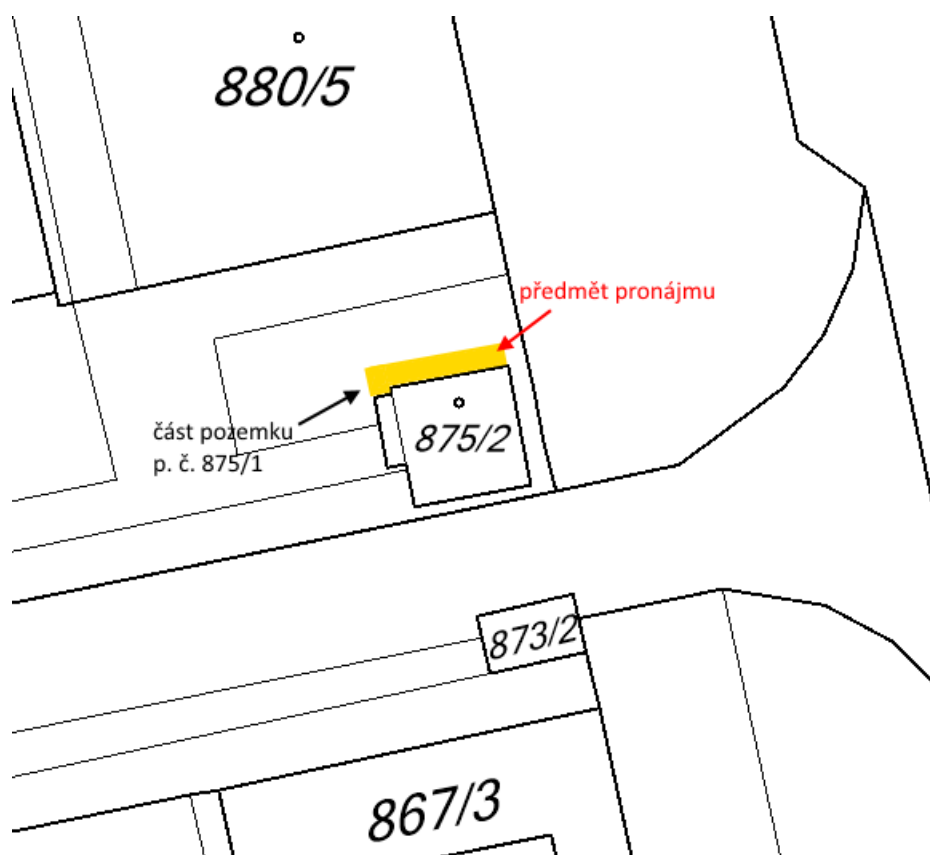 880/5
předmět pronájmu
část pozemku
p. č. 875/1
875/2
873/2
867/3